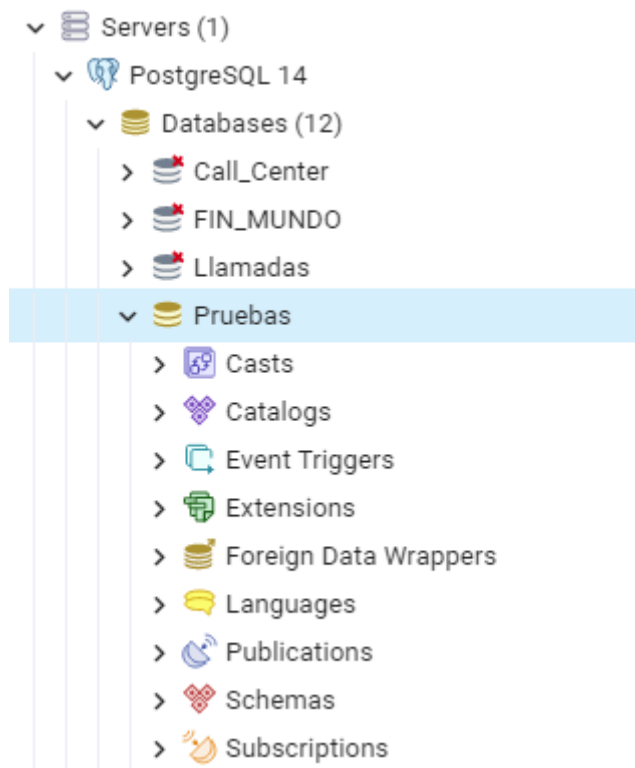 Servers (1)
PostgreSQL 14
Databases (12)
Call_Center
FIN_MUNDO
Llamadas
Pruebas
Casts
Catalogs
Event Triggers
Extensions
Foreign Data Wrappers
Languages
Publications
Schemas
Subscriptions